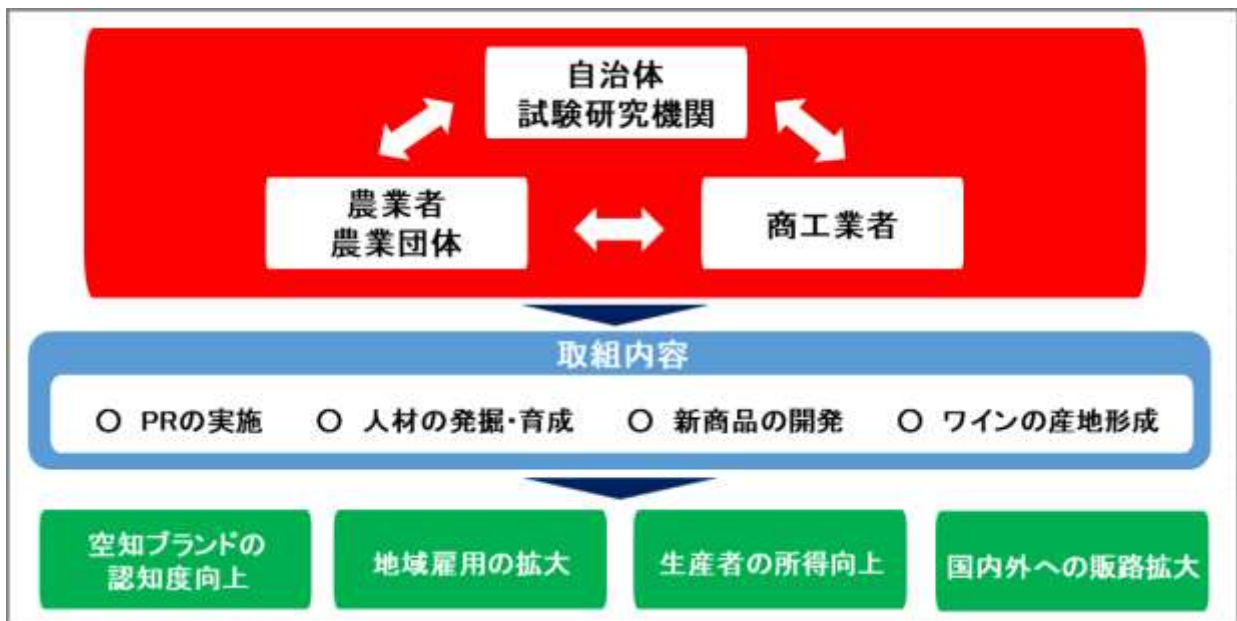 自治体
試験研究機関
農業者
農業団体
商工業者
取組内容
○ PRの実施 ○ 人材の発掘・育成 ○ 新商品の開発 ○ ワインの産地形成
空知ブランドの
認知度向上
地域雇用の拡大
生産者の所得向上
国内外への販路拡大